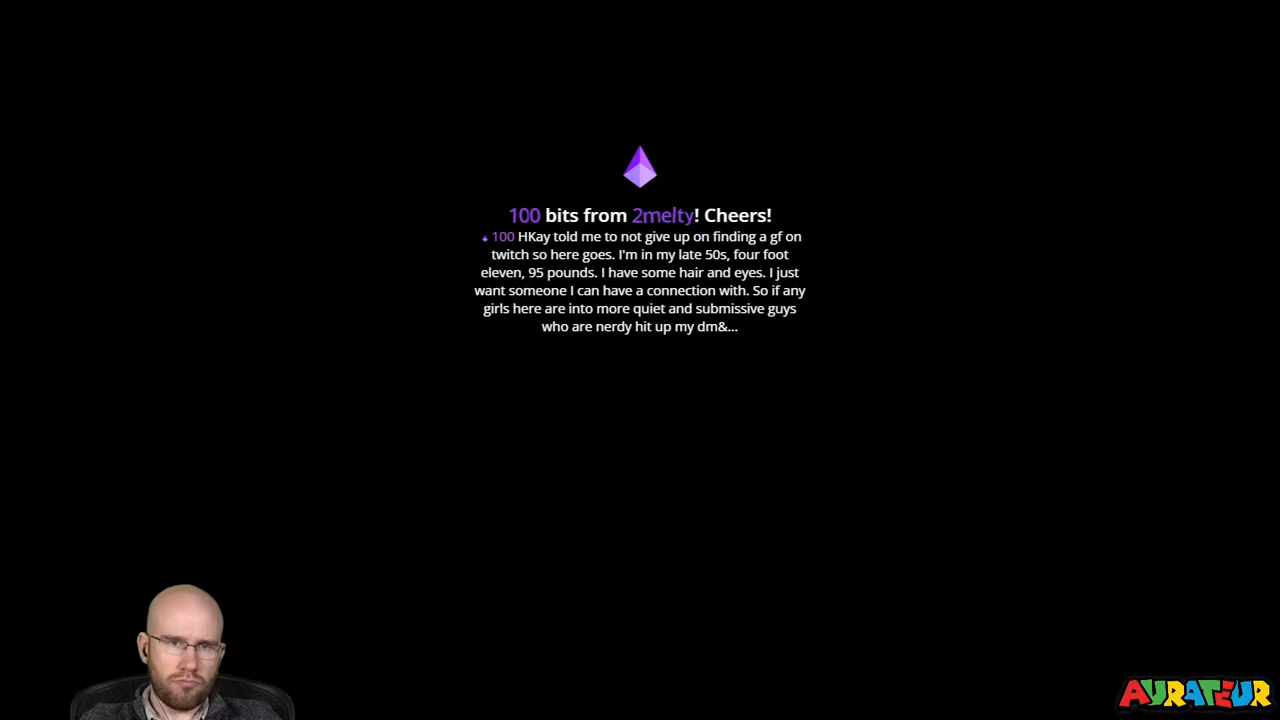 100 bits from 2melty! Cheers!
100 HKay told me to not give up on finding a gf on
twitch so here goes. I'm in my late 50s, four foot
eleven, 95 pounds. I have some hair and eyes. I just
want someone I can have a connection with. So if any
girls here are into more quiet and submissive guys
who are nerdy hit up my dm&...
AURATEUR